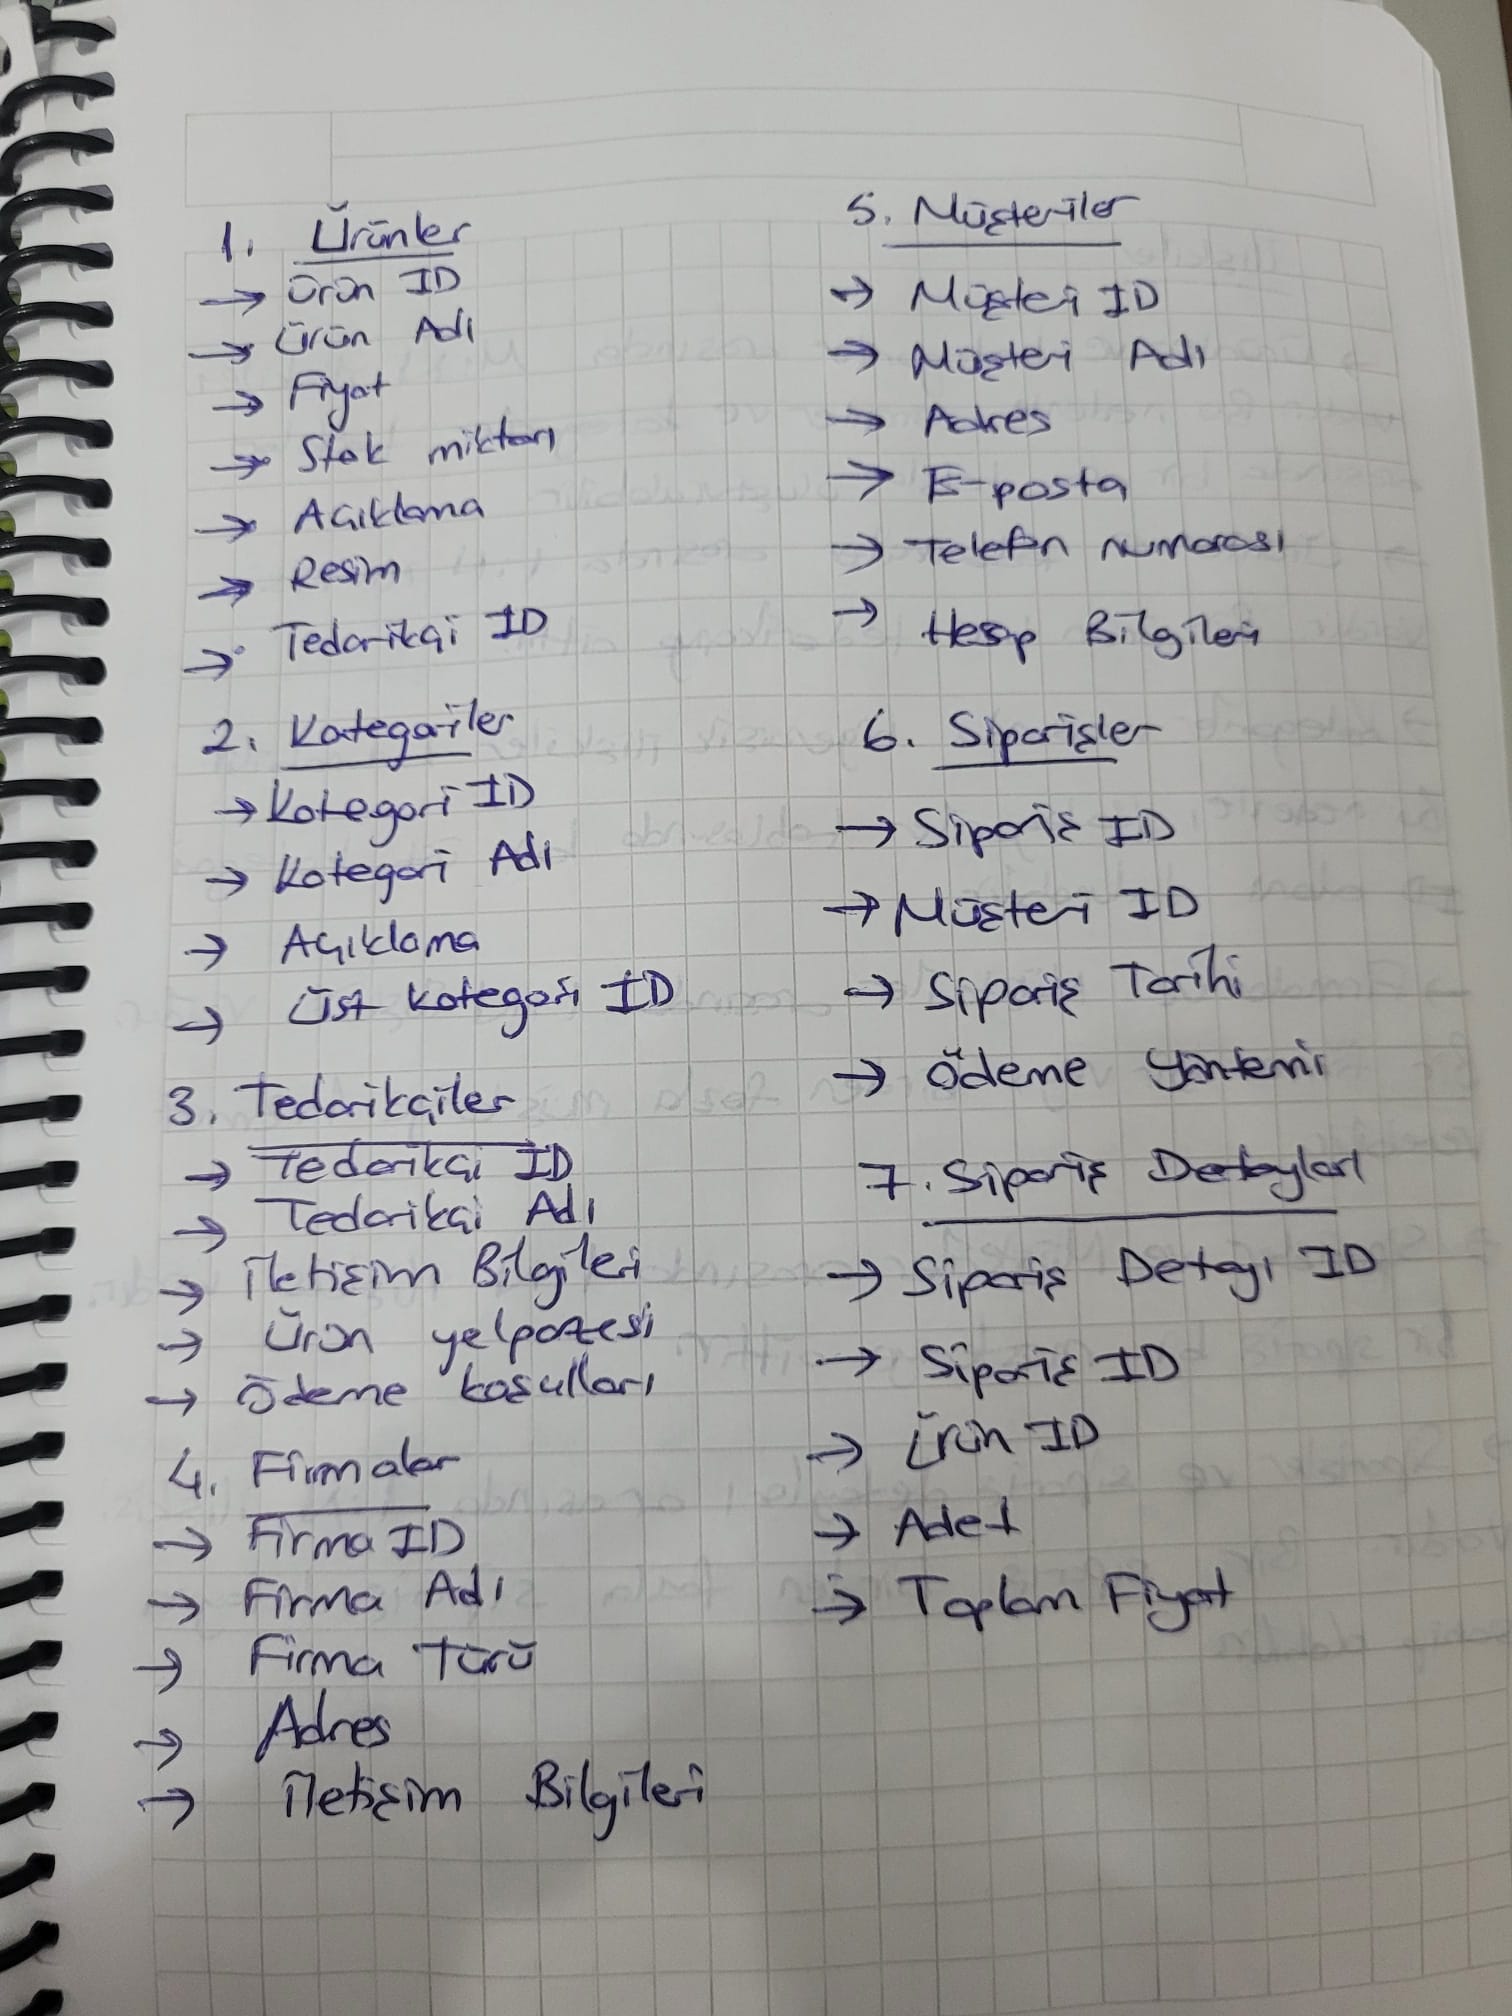 1. Ürünler
→ Ürün ID
→ Ürün Adı
→ Fiyat
→ Stok miktarı
→ Açıklama
→ Resim
→ Tedarikçi ID
2. Kategoriler
→ Kategori ID
→ Kategori Adı
→ Açıklama
→ Üst kategori ID
3. Tedarikçiler
→ Tedarikçi ID
→ Tedarikçi Adı
→ İletişim Bilgileri
→ Ürün yelpazesi
→ Ödeme koşulları
4. Firmalar
→ Firma ID
→ Firma Adı
→ Firma Türü
→ Adres
→ İletişim Bilgileri
5. Müşteriler
→ Müşteri ID
→ Müşteri Adı
→ Adres
→ E-posta
→ Telefon numarası
→ Hesap Bilgileri
6. Siparişler
→ Sipariş ID
→ Müşteri ID
→ Sipariş Tarihi
→ Ödeme Yöntemi
7. Sipariş Detayları
→ Sipariş Detayı ID
→ Sipariş ID
→ Ürün ID
→ Adet
→ Toplam Fiyat